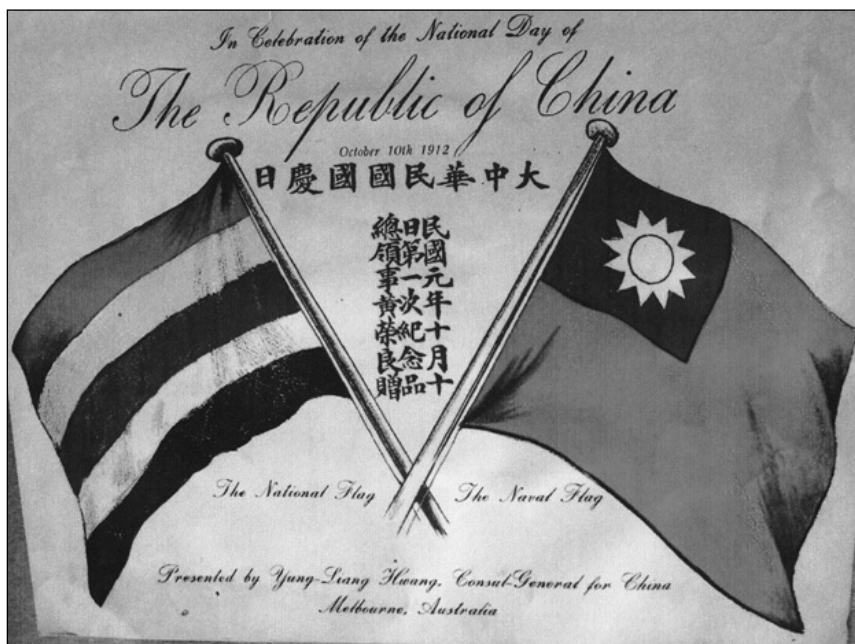 In Celebration of the National Day of
The Republic of China
October 10th 1912
大中華民國國慶日
民國元年十月十
日第一次紀念品
總領事黃榮良贈
The National Flag
The Naval Flag
Presented by Yung-Liang Hwang, Consul-General for China
Melbourne, Australia